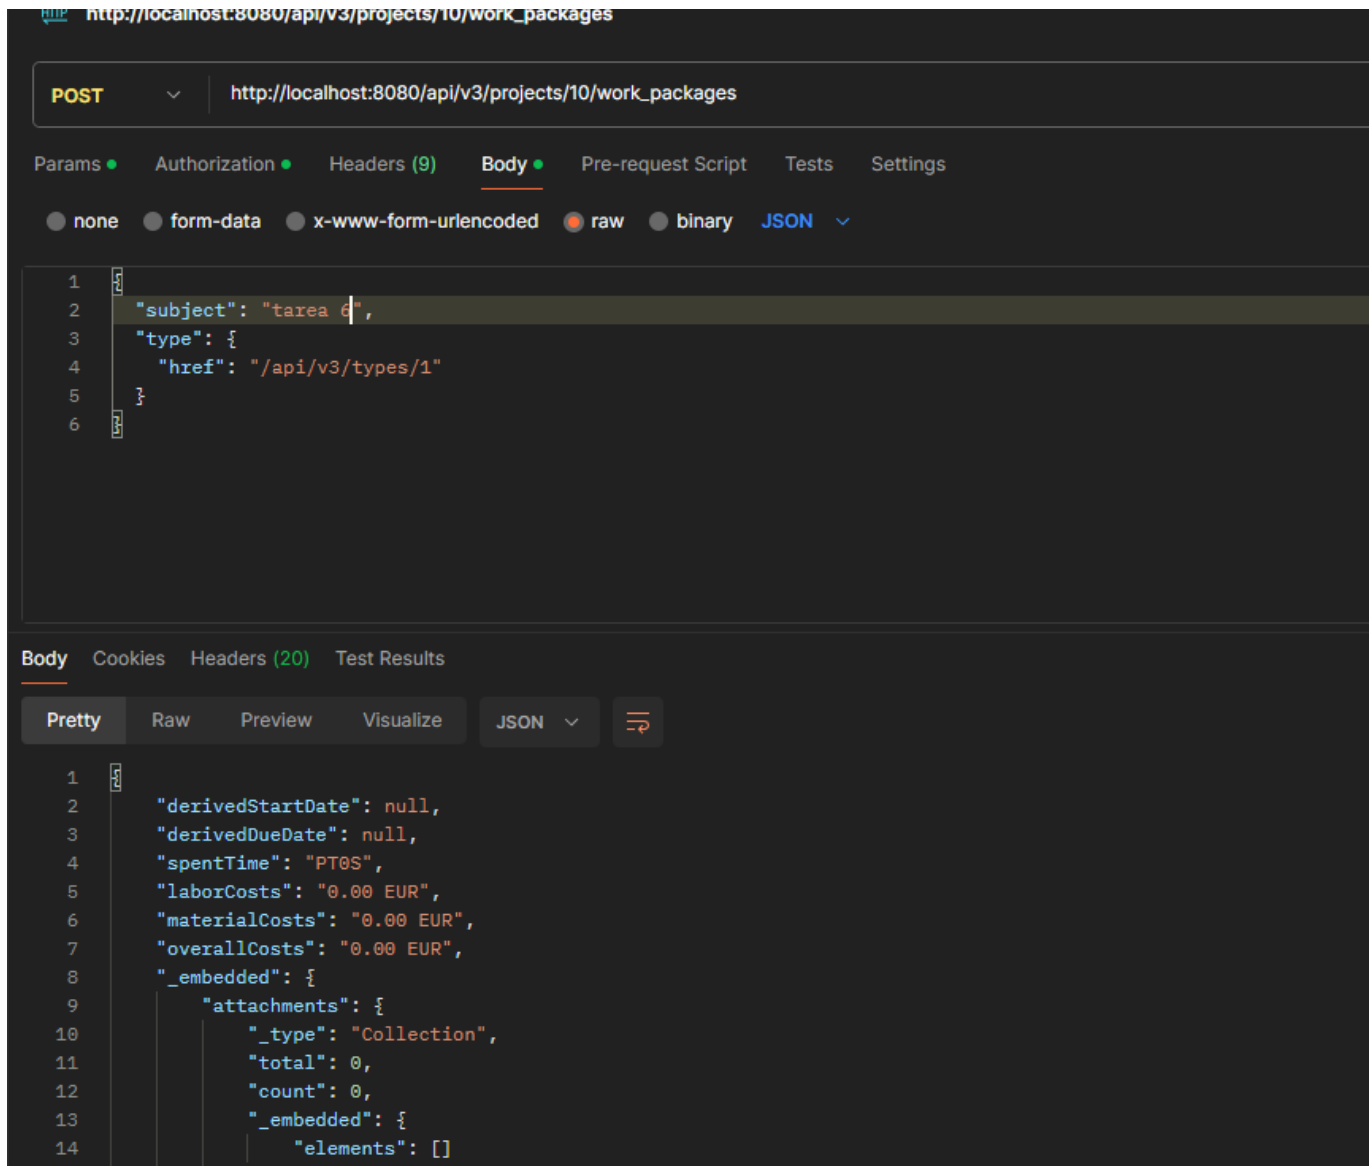 HTTP http://localhost:8080/api/v3/projects/10/work_packages
POST http://localhost:8080/api/v3/projects/10/work_packages
Params Authorization Headers (9) Body Pre-request Script Tests Settings
none form-data x-www-form-urlencoded raw binary JSON
1 {
2 "subject": "tarea 6",
3 "type": {
4 "href": "/api/v3/types/1"
5 }
6 }
Body Cookies Headers (20) Test Results
Pretty Raw Preview Visualize JSON
1 {
2 "derivedStartDate": null,
3 "derivedDueDate": null,
4 "spentTime": "PT0S",
5 "laborCosts": "0.00 EUR",
6 "materialCosts": "0.00 EUR",
7 "overallCosts": "0.00 EUR",
8 "_embedded": {
9 "attachments": {
10 "_type": "Collection",
11 "total": 0,
12 "count": 0,
13 "_embedded": {
14 "elements": []